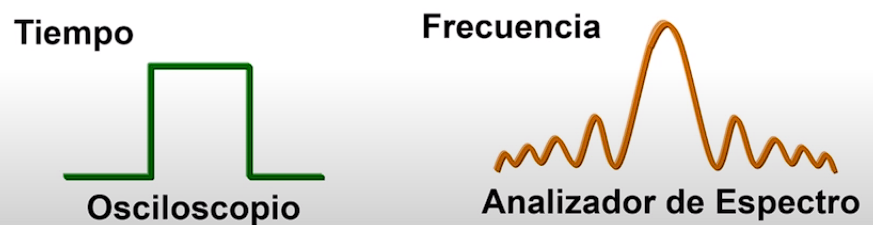 Tiempo
Frecuencia
Osciloscopio
Analizador de Espectro